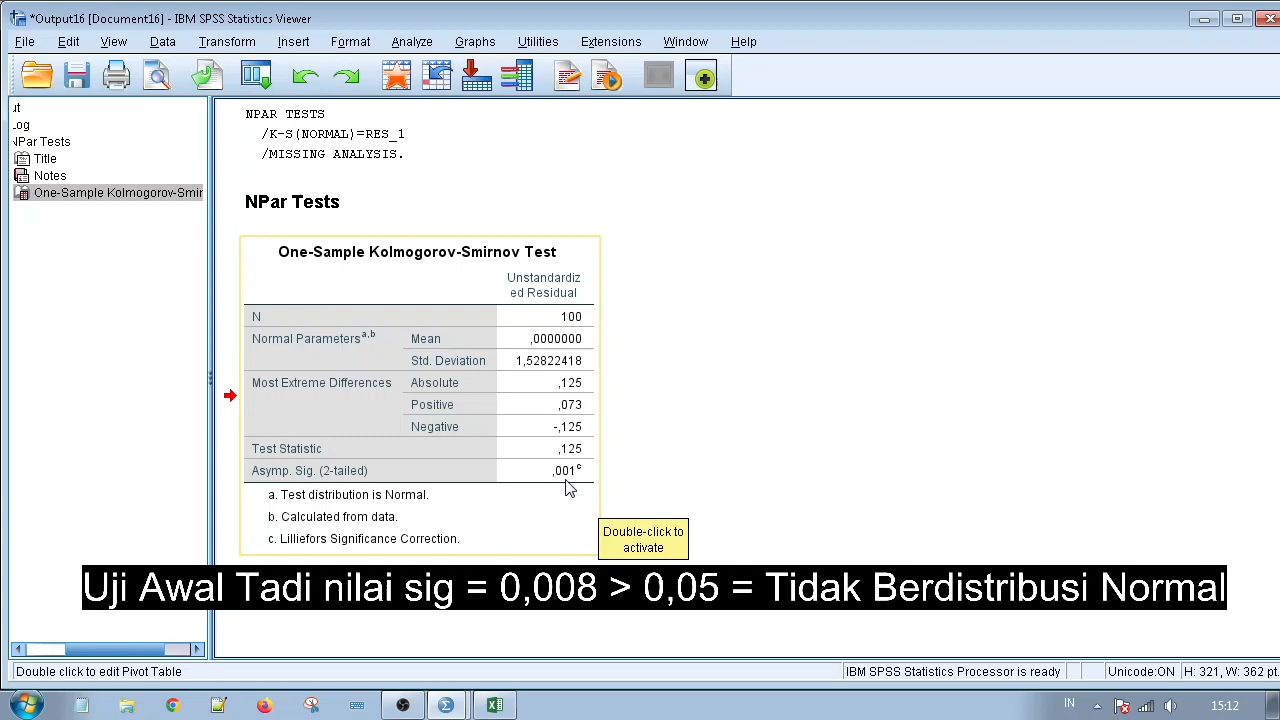 *Output16 [Document16] - IBM SPSS Statistics Viewer
File Edit View Data Transform Insert Format Analyze Graphs Utilities Extensions Window Help
ut
.og
NPar Tests
Title
Notes
One-Sample Kolmogorov-Smir
NPAR TESTS
/K-S(NORMAL)=RES_1
/MISSING ANALYSIS.
NPar Tests
One-Sample Kolmogorov-Smirnov Test
Unstandardiz
ed Residual
N 100
Normal Parameters a,b Mean ,0000000
Std. Deviation 1,52822418
Most Extreme Differences Absolute ,125
Positive ,073
Negative -,125
Test Statistic ,125
Asymp. Sig. (2-tailed) ,001 c
a. Test distribution is Normal.
b. Calculated from data.
c. Lilliefors Significance Correction.
Double-click to
activate
Uji Awal Tadi nilai sig = 0,008 > 0,05 = Tidak Berdistribusi Normal
Double click to edit Pivot Table IBM SPSS Statistics Processor is ready Unicode:ON H: 321, W: 362 pt.
IN 15:12